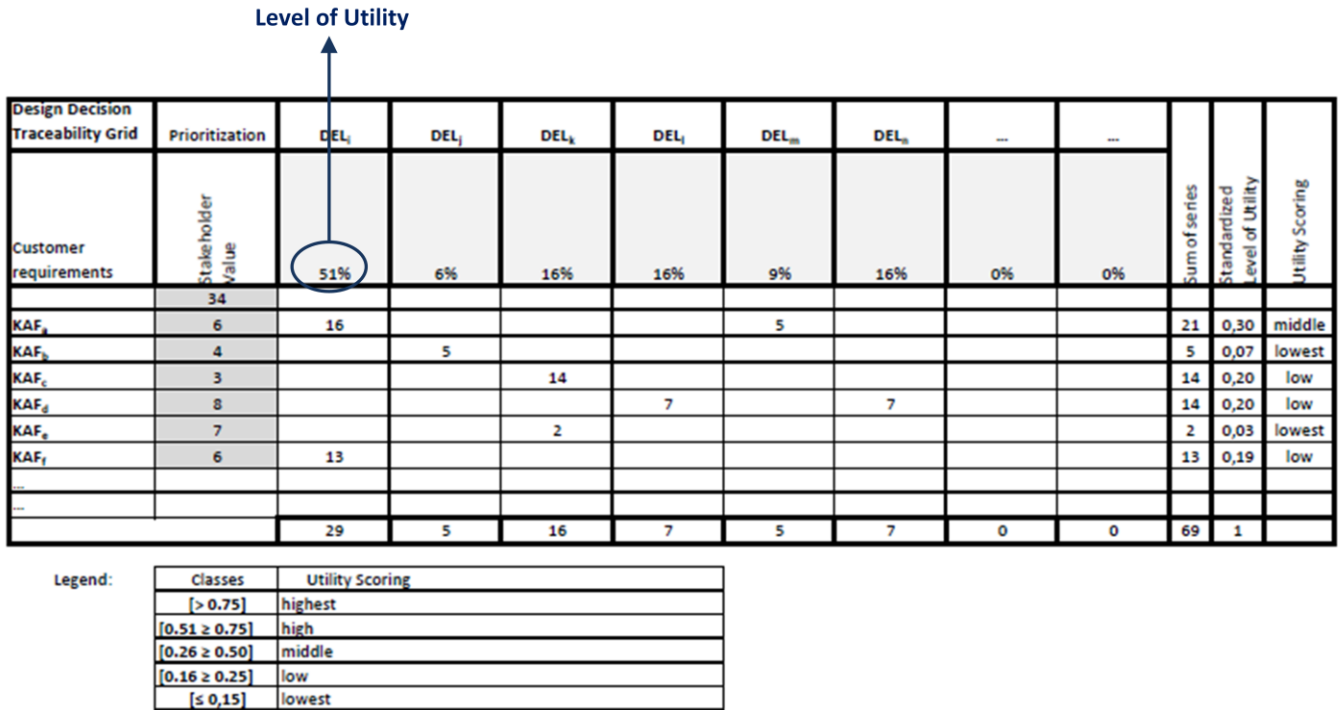 Level of Utility
Design Decision
Traceability Grid Prioritization DELᵢ DELⱼ DELₖ DELₗ DELₘ DELₙ ... ...
Customer
requirements Stakeholder Value 51% 6% 16% 16% 9% 16% 0% 0% Sum of series Standardized Level of Utility Utility Scoring
34
KAFₐ 6 16 5 21 0,30 middle
KAF_b 4 5 5 0,07 lowest
KAF_c 3 14 14 0,20 low
KAF_d 8 7 7 14 0,20 low
KAFₑ 7 2 2 0,03 lowest
KAF_f 6 13 13 0,19 low
...
...
29 5 16 7 5 7 0 0 69 1
Legend: Classes Utility Scoring
[> 0.75] highest
[0.51 ≥ 0.75] high
[0.26 ≥ 0.50] middle
[0.16 ≥ 0.25] low
[≤ 0,15] lowest